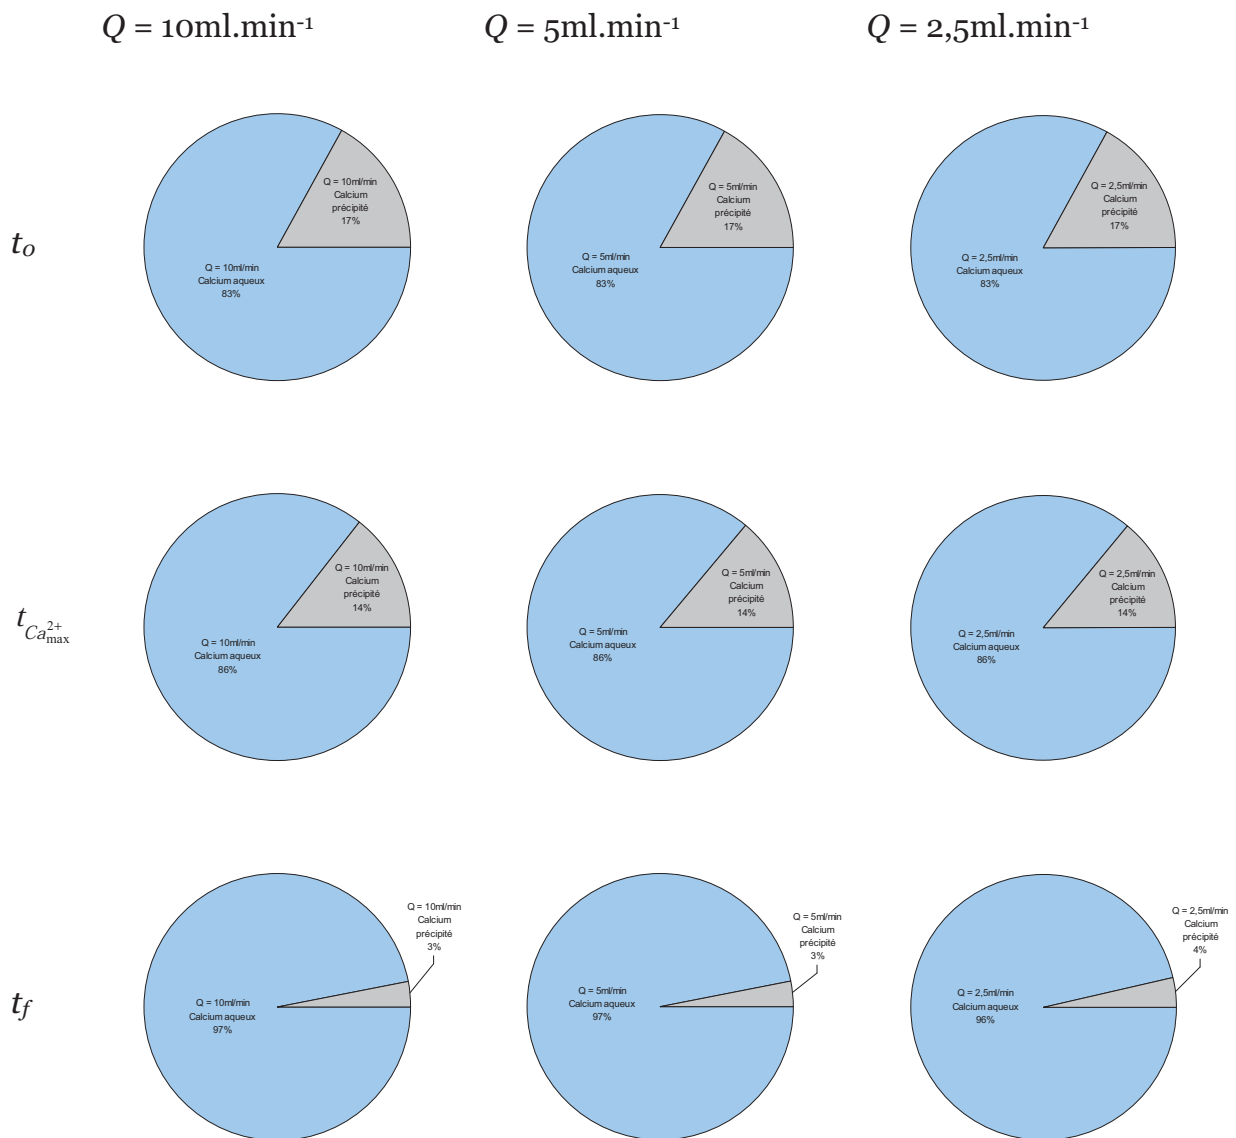 Q = 10ml.min-1
Q = 5ml.min-1
Q = 2,5ml.min-1
to
Q = 10ml/min
Calcium
précipité
17%
Q = 10ml/min
Calcium aqueux
83%
Q = 5ml/min
Calcium
précipité
17%
Q = 5ml/min
Calcium aqueux
83%
Q = 2,5ml/min
Calcium
précipité
17%
Q = 2,5ml/min
Calcium aqueux
83%
t Ca2+ max
Q = 10ml/min
Calcium
précipité
14%
Q = 10ml/min
Calcium aqueux
86%
Q = 5ml/min
Calcium
précipité
14%
Q = 5ml/min
Calcium aqueux
86%
Q = 2,5ml/min
Calcium
précipité
14%
Q = 2,5ml/min
Calcium aqueux
86%
tf
Q = 10ml/min
Calcium
précipité
3%
Q = 10ml/min
Calcium aqueux
97%
Q = 5ml/min
Calcium
précipité
3%
Q = 5ml/min
Calcium aqueux
97%
Q = 2,5ml/min
Calcium
précipité
4%
Q = 2,5ml/min
Calcium aqueux
96%